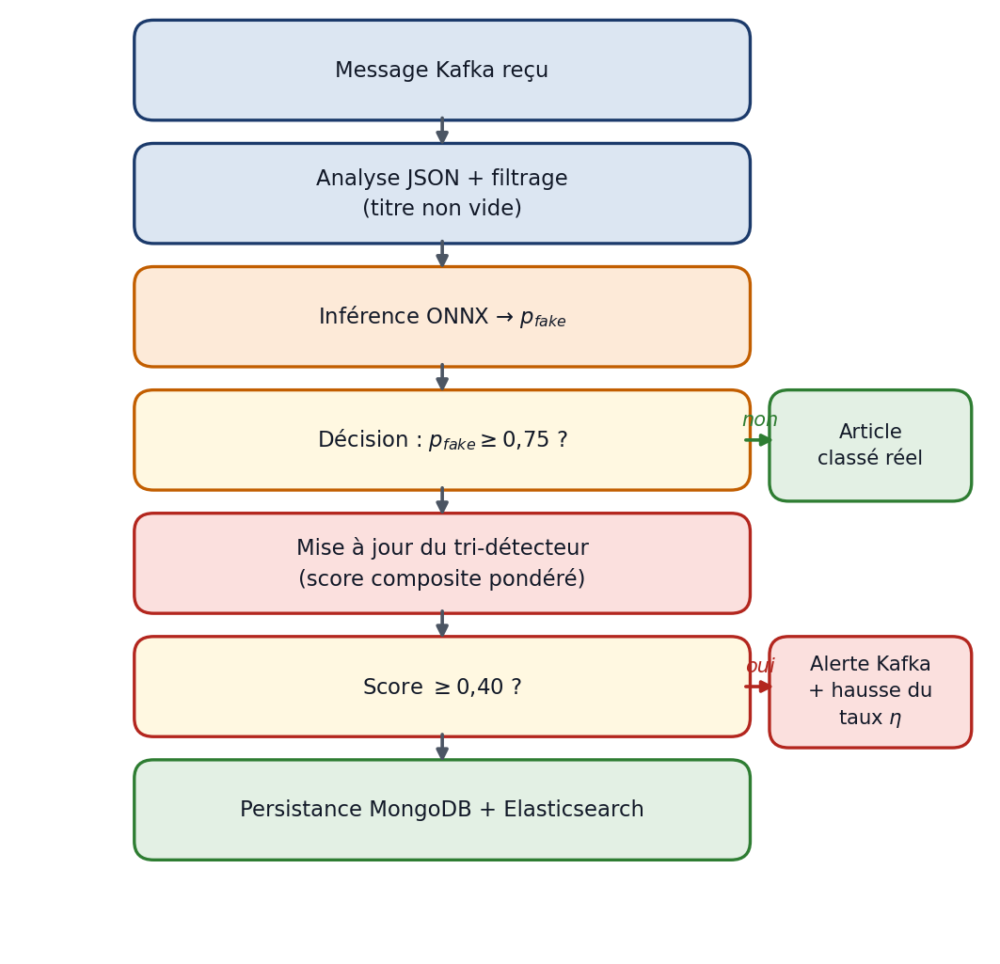 Message Kafka reçu
Analyse JSON + filtrage
(titre non vide)
Inférence ONNX → p_fake
Décision : p_fake ≥ 0,75 ?
non
Article
classé réel
Mise à jour du tri-détecteur
(score composite pondéré)
Score ≥ 0,40 ?
oui
Alerte Kafka
+ hausse du
taux η
Persistance MongoDB + Elasticsearch